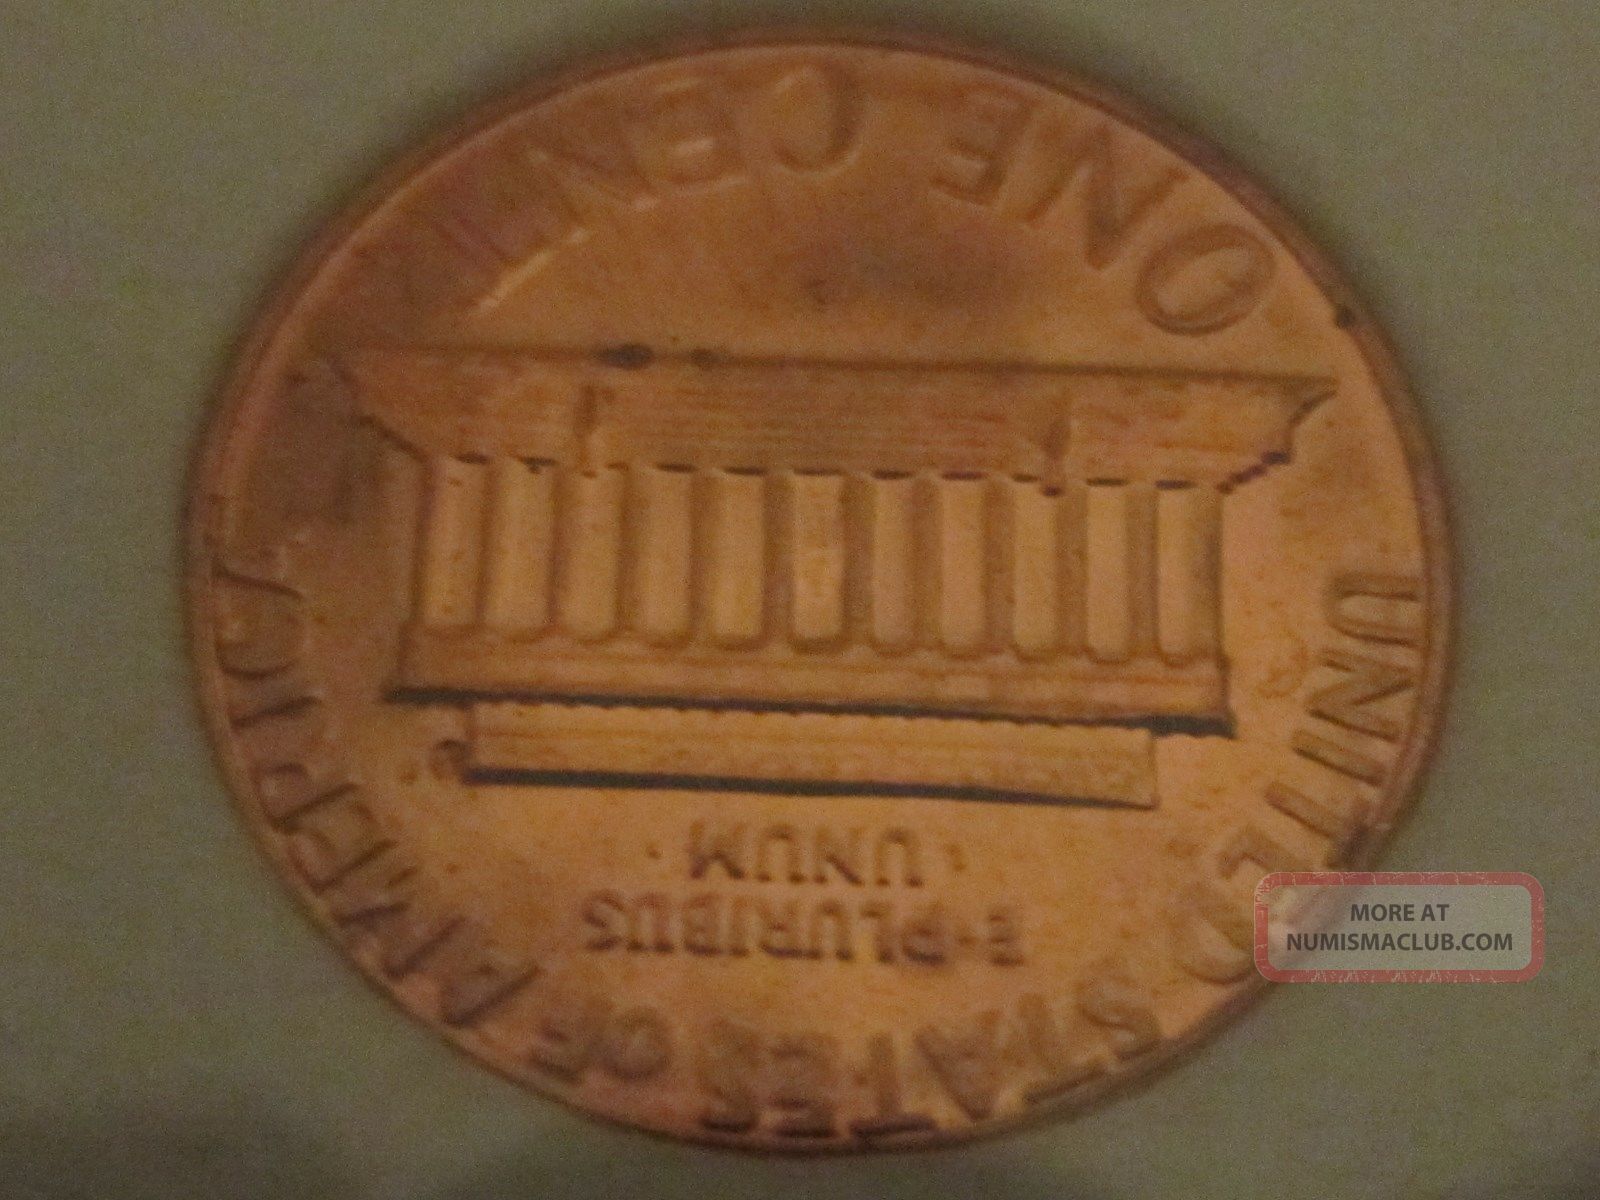 UNITED STATES OF AMERICA
E·PLURIBUS
·UNUM·
ONE CENT
MORE AT
NUMISMACLUB.COM